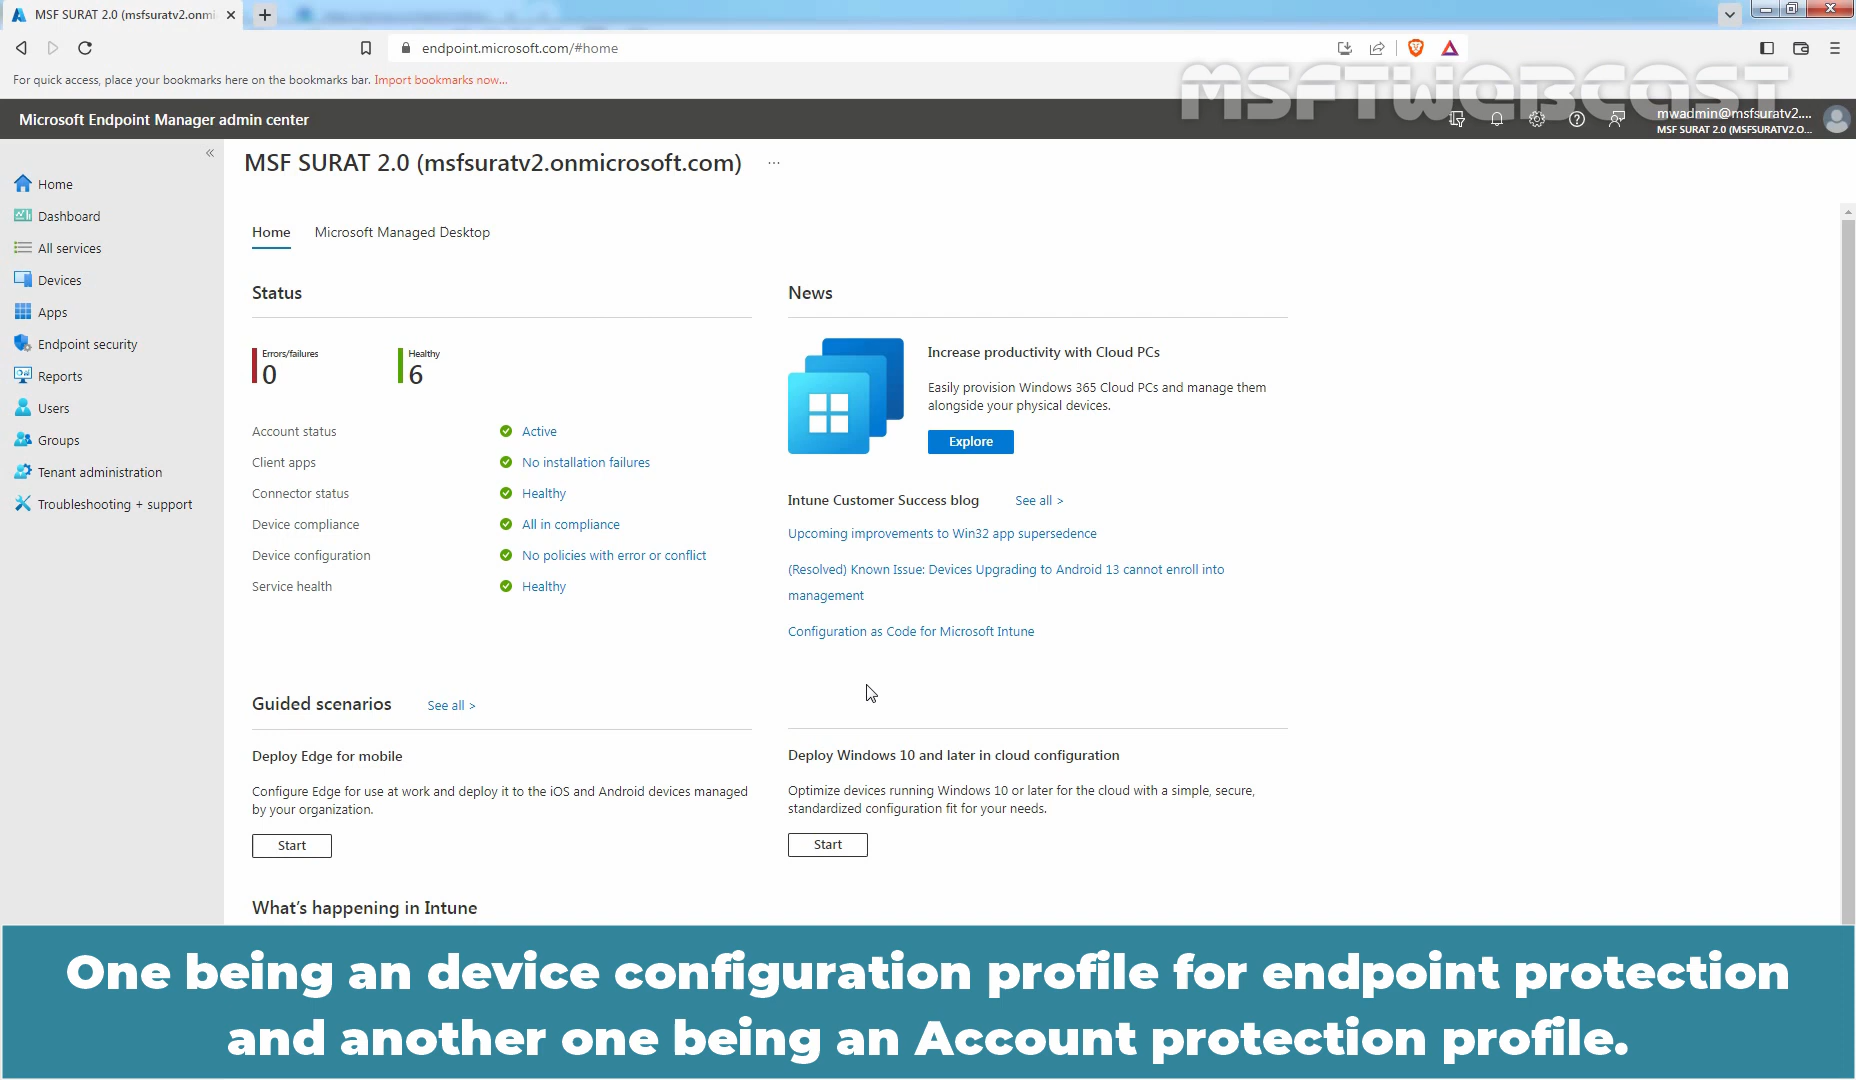 MSF SURAT 2.0 (msfsuratv2.onmi
endpoint.microsoft.com/#home
For quick access, place your bookmarks here on the bookmarks bar. Import bookmarks now...
MSFTWEBCAST
Microsoft Endpoint Manager admin center
mwadmin@msfsuratv2....
MSF SURAT 2.0 (MSFSURATV2.O...
MSF SURAT 2.0 (msfsuratv2.onmicrosoft.com) ...
Home
Dashboard
All services
Devices
Apps
Endpoint security
Reports
Users
Groups
Tenant administration
Troubleshooting + support
Home Microsoft Managed Desktop
Status
Errors/failures
0
Healthy
6
Account status Active
Client apps No installation failures
Connector status Healthy
Device compliance All in compliance
Device configuration No policies with error or conflict
Service health Healthy
News
Increase productivity with Cloud PCs
Easily provision Windows 365 Cloud PCs and manage them
alongside your physical devices.
Explore
Intune Customer Success blog See all >
Upcoming improvements to Win32 app supersedence
(Resolved) Known Issue: Devices Upgrading to Android 13 cannot enroll into
management
Configuration as Code for Microsoft Intune
Guided scenarios See all >
Deploy Edge for mobile
Configure Edge for use at work and deploy it to the iOS and Android devices managed
by your organization.
Start
Deploy Windows 10 and later in cloud configuration
Optimize devices running Windows 10 or later for the cloud with a simple, secure,
standardized configuration fit for your needs.
Start
What's happening in Intune
One being an device configuration profile for endpoint protection
and another one being an Account protection profile.